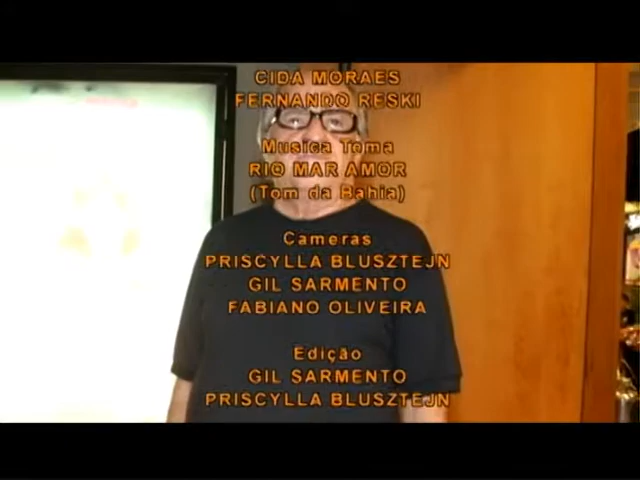 CIDA MORAES
FERNANDO RESKI
Musica Tema
RIO MAR AMOR
(Tom da Bahia)
Cameras
PRISCYLLA BLUSZTEJN
GIL SARMENTO
FABIANO OLIVEIRA
Edição
GIL SARMENTO
PRISCYLLA BLUSZTEJN